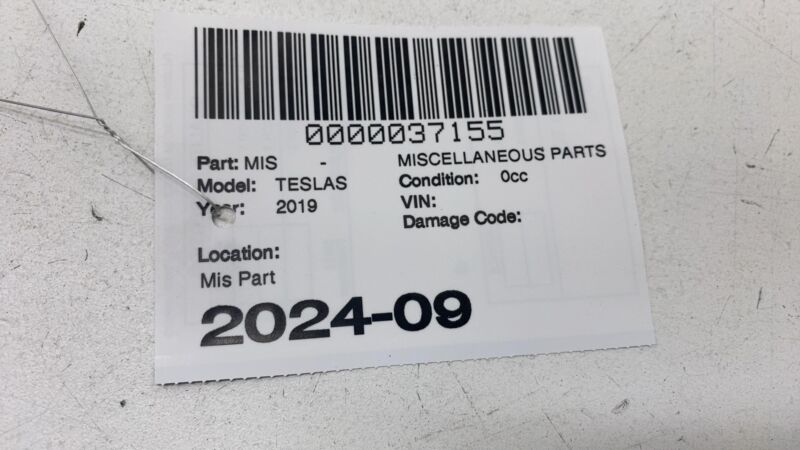 0000037155
Part: MIS - MISCELLANEOUS PARTS
Model: TESLAS Condition: 0cc
Year: 2019 VIN:
Damage Code:
Location:
Mis Part
2024-09